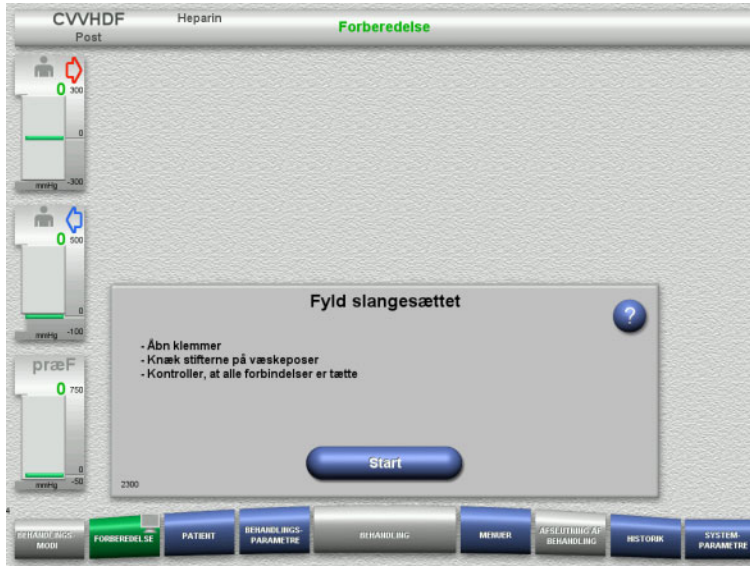 CVVHDF
Heparin
Forberedelse
Post
0
300
0
-300
mmHg
0
500
0
-100
mmHg
præF
0
750
0
-50
mmHg
Fyld slangesættet
?
- Åbn klemmer
- Knæk stifterne på væskeposer
- Kontroller, at alle forbindelser er tætte
Start
2300
4
BEHANDLINGS-
MODI
FORBEREDELSE
PATIENT
BEHANDLINGS-
PARAMETRE
BEHANDLING
MENUER
AFSLUTNING AF
BEHANDLING
HISTORIK
SYSTEM-
PARAMETRE